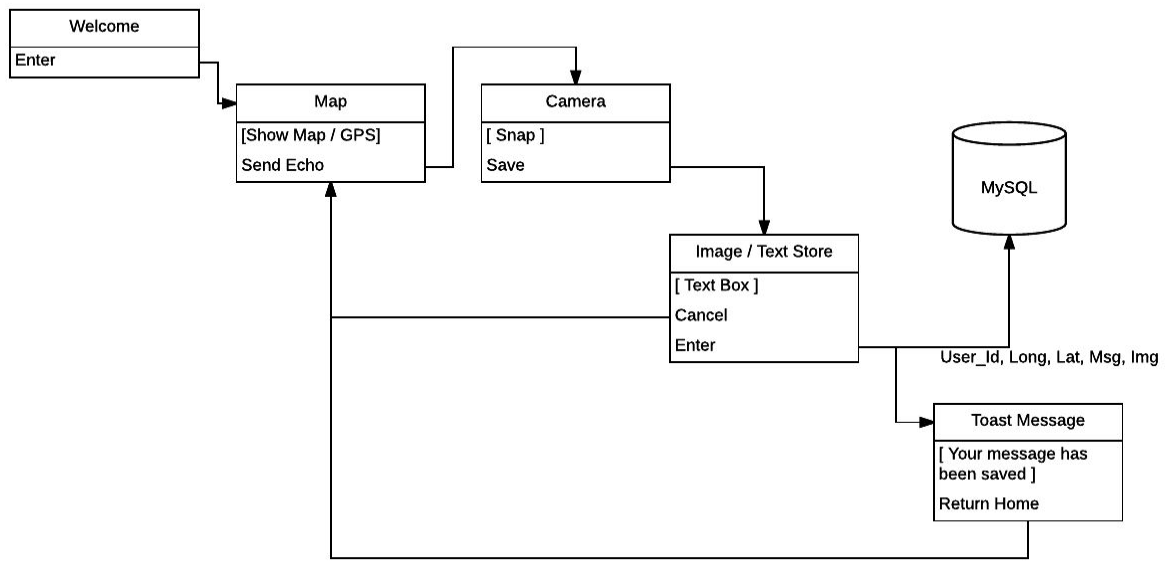 Welcome
Enter
Map
[Show Map / GPS]
Send Echo
Camera
[ Snap ]
Save
MySQL
Image / Text Store
[ Text Box ]
Cancel
Enter
User_Id, Long, Lat, Msg, Img
Toast Message
[ Your message has
been saved ]
Return Home